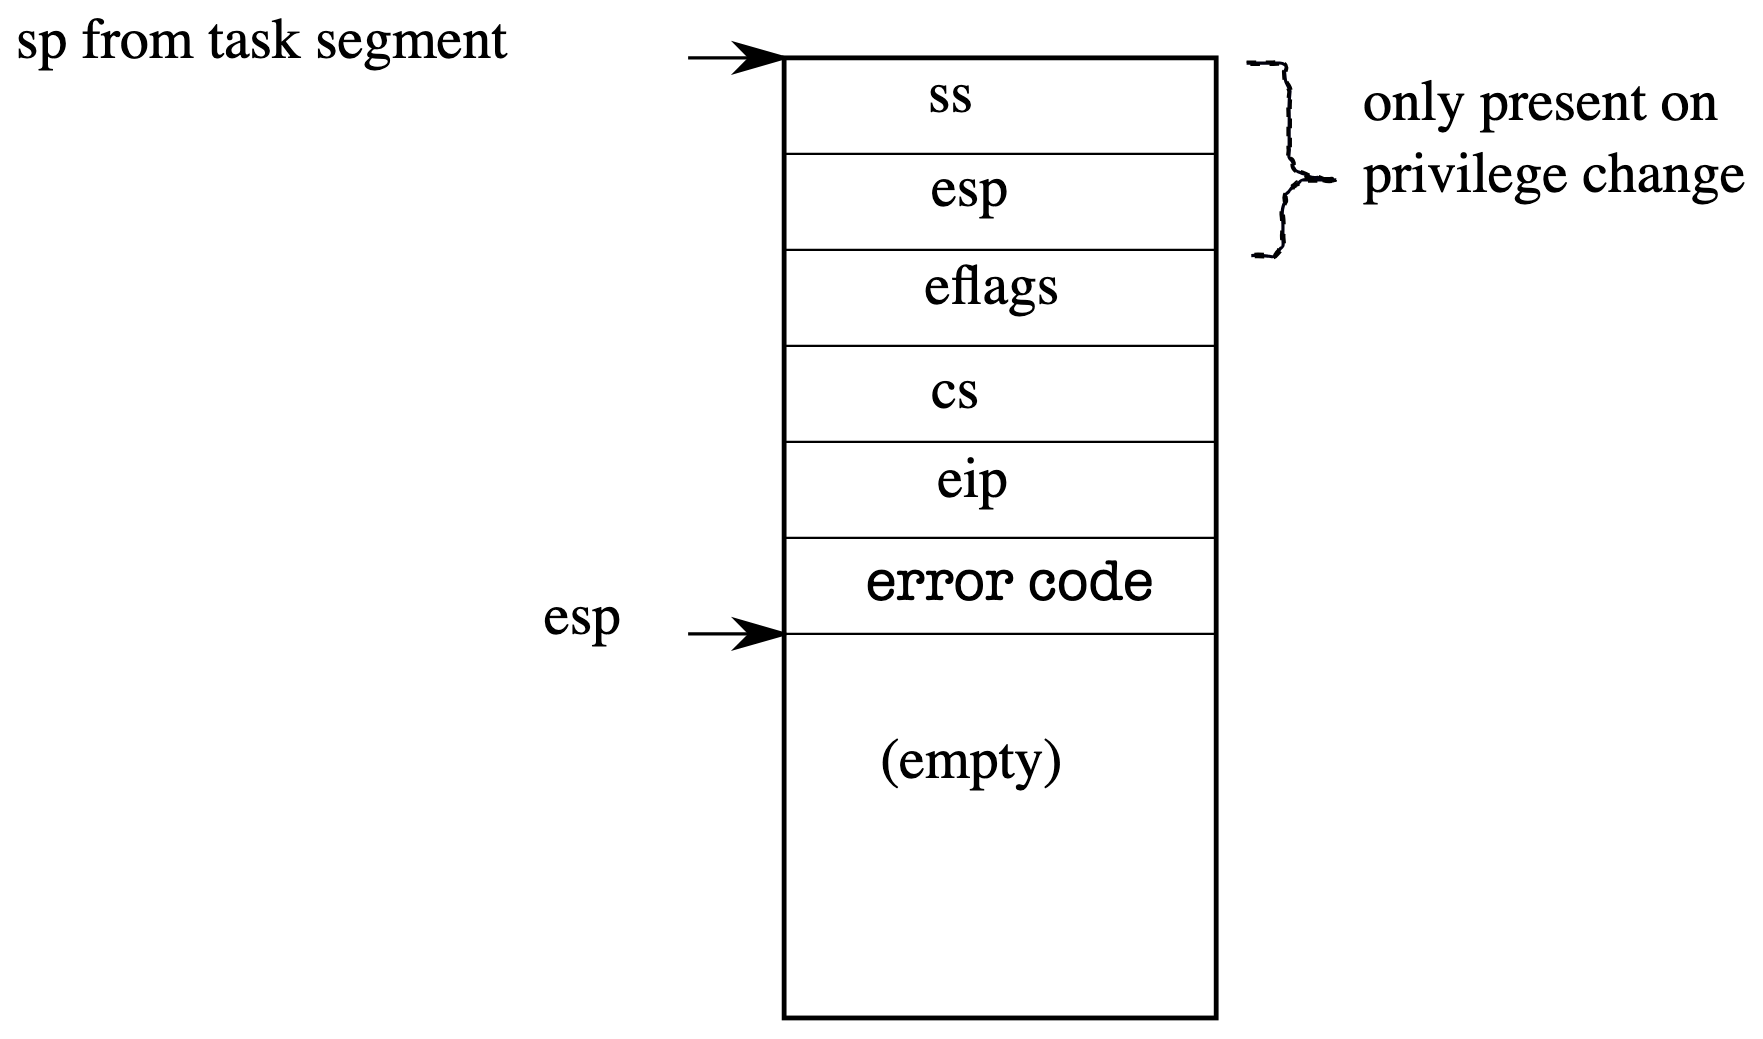 sp from task segment
ss
only present on
privilege change
esp
eflags
cs
eip
error code
esp
(empty)